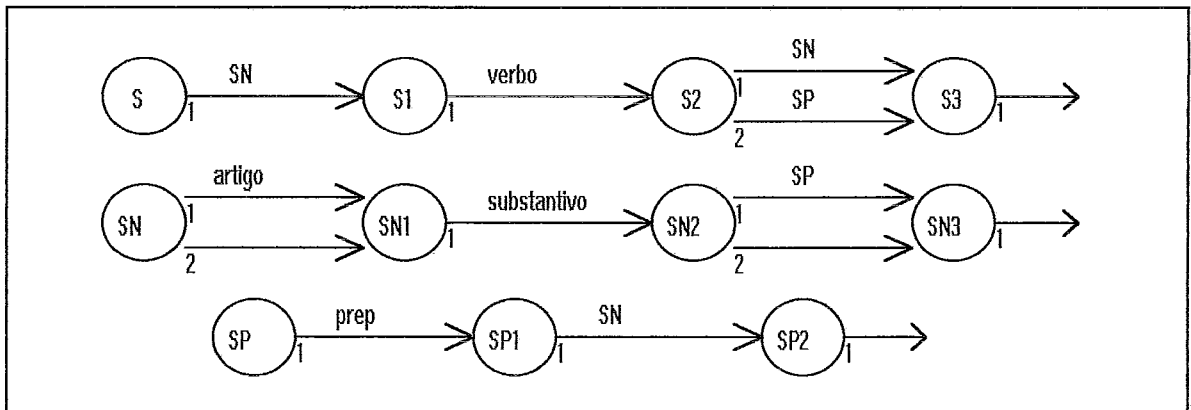 SN verbo SN
S 1 S1 1 S2 1 SP S3 1
2
artigo SP
SN 1 SN1 substantivo SN2 1 SN3 1
2 1 2
prep SN
SP 1 SP1 1 SP2 1